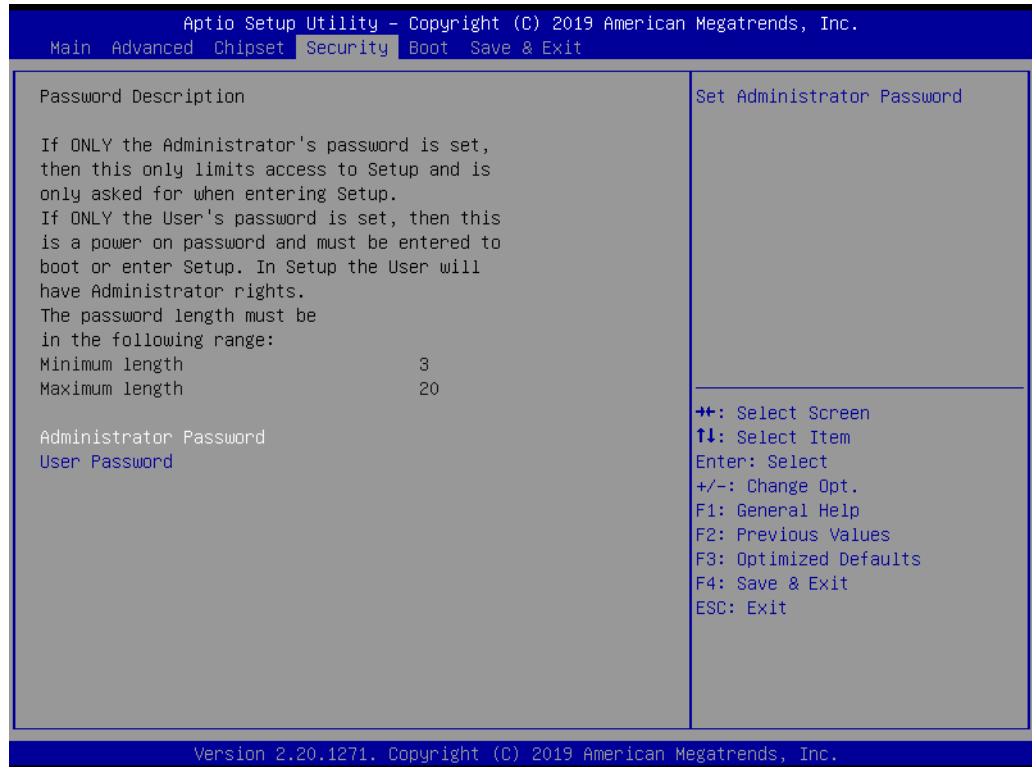 Aptio Setup Utility – Copyright (C) 2019 American Megatrends, Inc.
Main Advanced Chipset Security Boot Save & Exit
Password Description
If ONLY the Administrator's password is set,
then this only limits access to Setup and is
only asked for when entering Setup.
If ONLY the User's password is set, then this
is a power on password and must be entered to
boot or enter Setup. In Setup the User will
have Administrator rights.
The password length must be
in the following range:
Minimum length 3
Maximum length 20
Administrator Password
User Password
Set Administrator Password
→←: Select Screen
↑↓: Select Item
Enter: Select
+/-: Change Opt.
F1: General Help
F2: Previous Values
F3: Optimized Defaults
F4: Save & Exit
ESC: Exit
Version 2.20.1271. Copyright (C) 2019 American Megatrends, Inc.